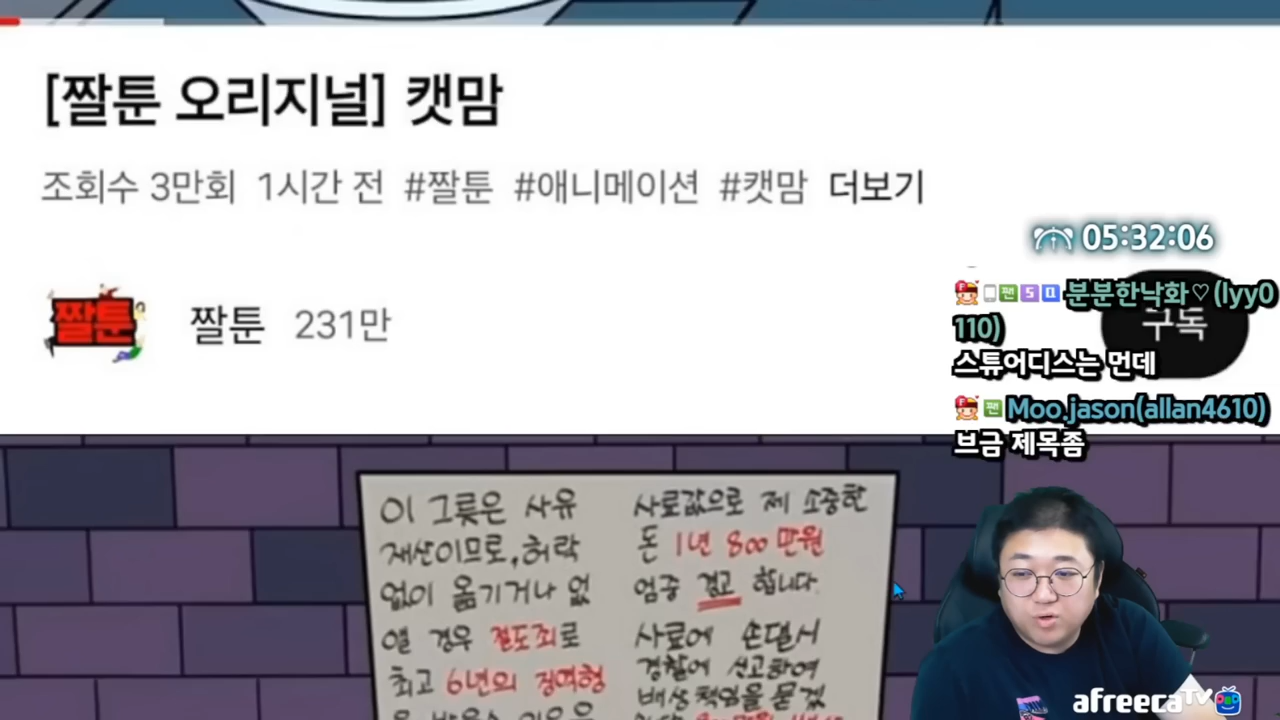 [짤툰 오리지널] 캣맘
조회수 3만회 1시간 전 #짤툰 #애니메이션 #캣맘 더보기
05:32:06
짤툰
짤툰 231만
구독
분분한낙화♡(lyy0
110)
스튜어디스는 먼데
Moo.jason(allan4610)
브금 제목좀
이 그릇은 사유
재산이므로, 허락
없이 옮기거나 없
앨 경우 절도죄로
최고 6년의 징역형
사료값으로 제 소중한
돈 1년 800만원
엄중 경고 합니다.
사료에 손댈시
경찰에 신고하여
배상책임을 묻겠
afreecaTV